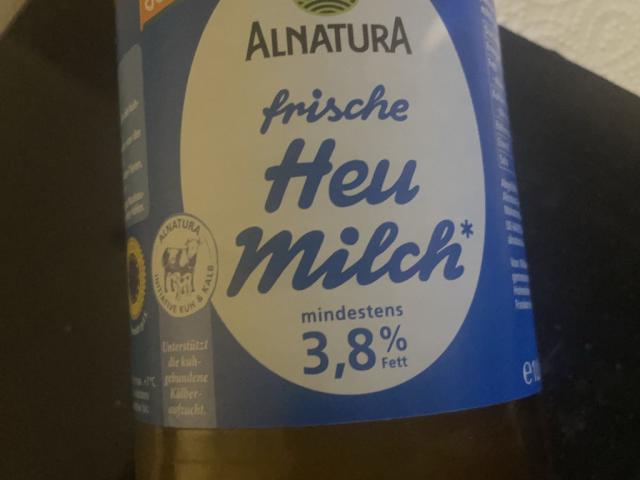 ALNATURA
frische
Heu
Milch*
mindestens
3,8%
Fett
ALNATURA
INITIATIVE KUH & KALB
Unterstützt
die kuh-
gebundene
Kälber-
aufzucht.